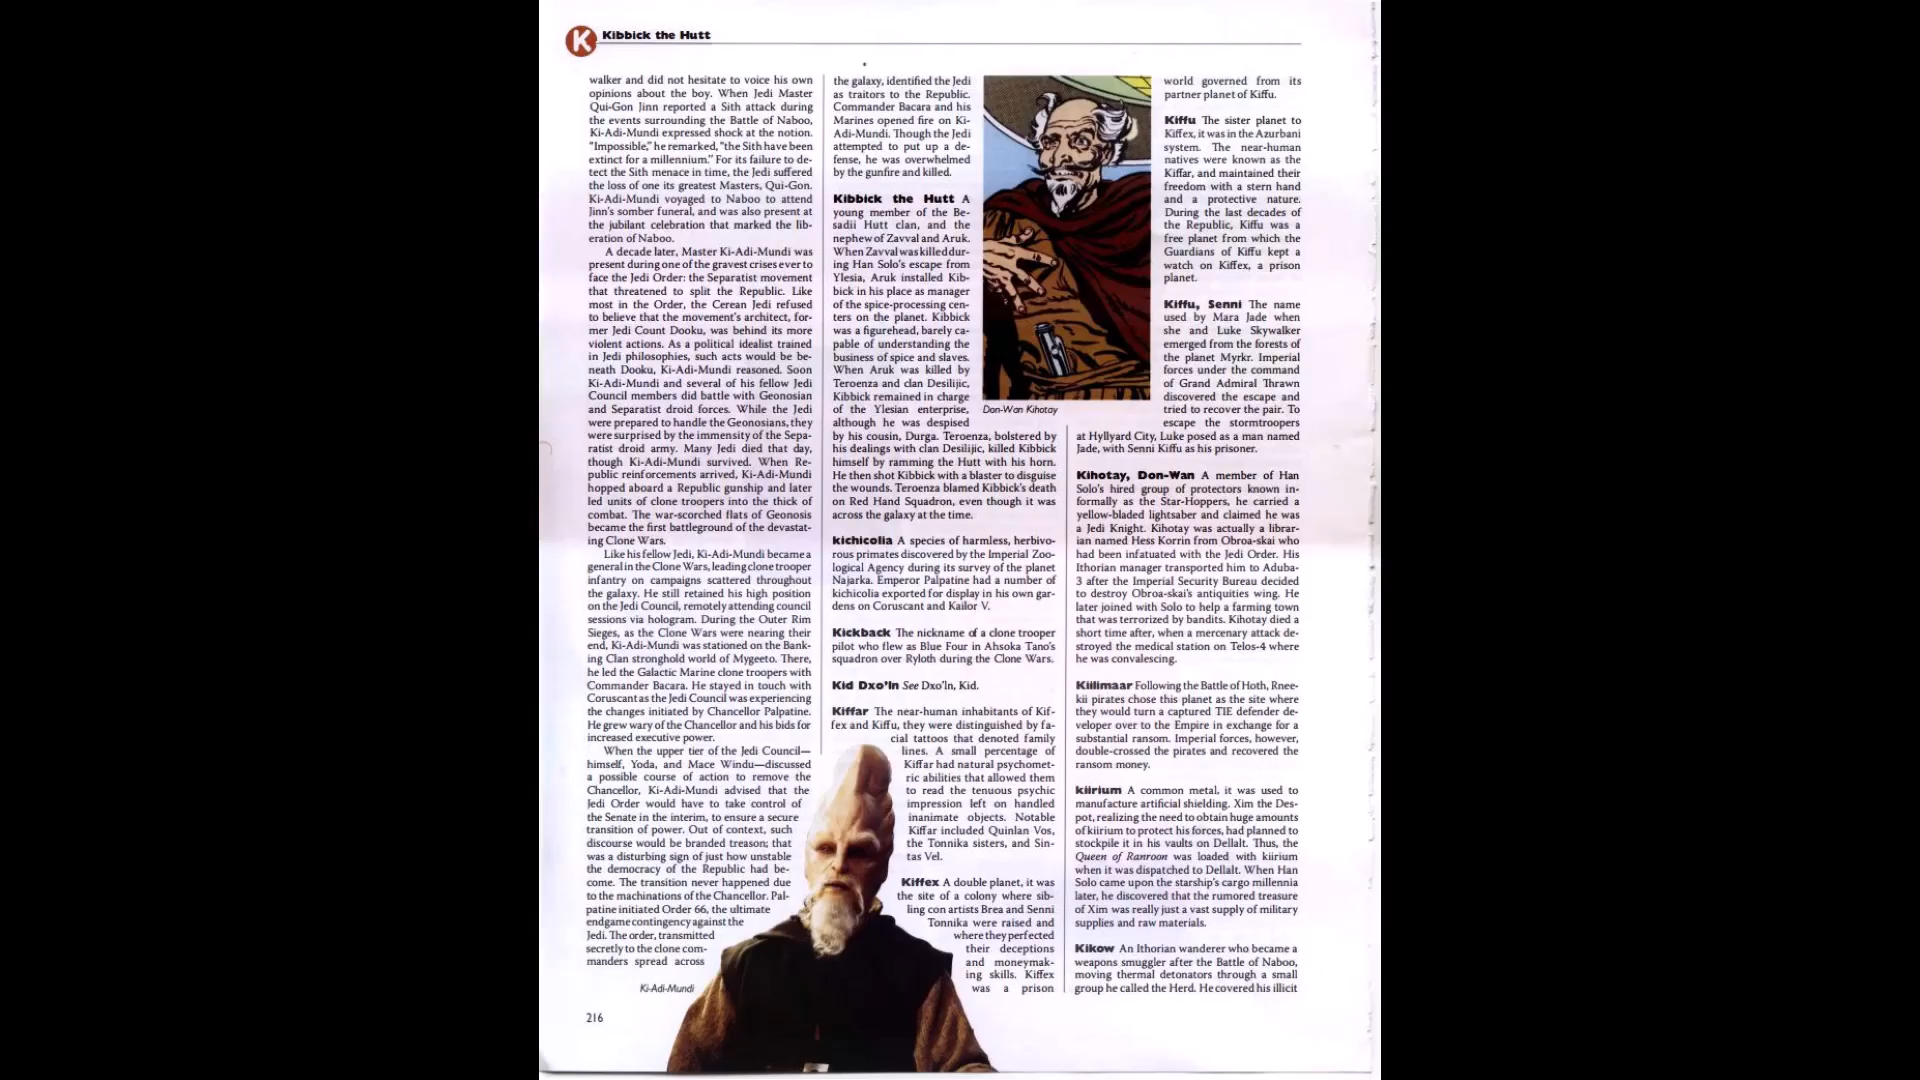 K Kibbick the Hutt
walker and did not hesitate to voice his own
opinions about the boy. When Jedi Master
Qui-Gon Jinn reported a Sith attack during
the events surrounding the Battle of Naboo,
Ki-Adi-Mundi expressed shock at the notion.
"Impossible," he remarked, "the Sith have been
extinct for a millennium." For its failure to de-
tect the Sith menace in time, the Jedi suffered
the loss of one its greatest Masters, Qui-Gon.
Ki-Adi-Mundi voyaged to Naboo to attend
Jinn's somber funeral, and was also present at
the jubilant celebration that marked the lib-
eration of Naboo.
A decade later, Master Ki-Adi-Mundi was
present during one of the gravest crises ever to
face the Jedi Order: the Separatist movement
that threatened to split the Republic. Like
most in the Order, the Cerean Jedi refused
to believe that the movement's architect, for-
mer Jedi Count Dooku, was behind its more
violent actions. As a political idealist trained
in Jedi philosophies, such acts would be be-
neath Dooku, Ki-Adi-Mundi reasoned. Soon
Ki-Adi-Mundi and several of his fellow Jedi
Council members did battle with Geonosian
and Separatist droid forces. While the Jedi
were prepared to handle the Geonosians, they
were surprised by the immensity of the Sepa-
ratist droid army. Many Jedi died that day,
though Ki-Adi-Mundi survived. When Re-
public reinforcements arrived, Ki-Adi-Mundi
hopped aboard a Republic gunship and later
led units of clone troopers into the thick of
combat. The war-scorched flats of Geonosis
became the first battleground of the devastat-
ing Clone Wars.
Like his fellow Jedi, Ki-Adi-Mundi became a
general in the Clone Wars, leading clone trooper
infantry on campaigns scattered throughout
the galaxy. He still retained his high position
on the Jedi Council, remotely attending council
sessions via hologram. During the Outer Rim
Sieges, as the Clone Wars were nearing their
end, Ki-Adi-Mundi was stationed on the Bank-
ing Clan stronghold world of Mygeeto. There,
he led the Galactic Marine clone troopers with
Commander Bacara. He stayed in touch with
Coruscant as the Jedi Council was experiencing
the changes initiated by Chancellor Palpatine.
He grew wary of the Chancellor and his bids for
increased executive power.
When the upper tier of the Jedi Council—
himself, Yoda, and Mace Windu—discussed
a possible course of action to remove the
Chancellor, Ki-Adi-Mundi advised that the
Jedi Order would have to take control of
the Senate in the interim, to ensure a secure
transition of power. Out of context, such
discourse would be branded treason; that
was a disturbing sign of just how unstable
the democracy of the Republic had be-
come. The transition never happened due
to the machinations of the Chancellor. Pal-
patine initiated Order 66, the ultimate
endgame contingency against the
Jedi. The order, transmitted
secretly to the clone com-
manders spread across
Ki-Adi-Mundi
216
the galaxy, identified the Jedi
as traitors to the Republic.
Commander Bacara and his
Marines opened fire on Ki-
Adi-Mundi. Though the Jedi
attempted to put up a de-
fense, he was overwhelmed
by the gunfire and killed.
Kibbick the Hutt A
young member of the Be-
sadii Hutt clan, and the
nephew of Zavval and Aruk.
When Zavval was killed dur-
ing Han Solo's escape from
Ylesia, Aruk installed Kib-
bick in his place as manager
of the spice-processing cen-
ters on the planet. Kibbick
was a figurehead, barely ca-
pable of understanding the
business of spice and slaves.
When Aruk was killed by
Teroenza and clan Desilijic,
Kibbick remained in charge
of the Ylesian enterprise,
although he was despised
by his cousin, Durga. Teroenza, bolstered by
his dealings with clan Desilijic, killed Kibbick
himself by ramming the Hutt with his horn.
He then shot Kibbick with a blaster to disguise
the wounds. Teroenza blamed Kibbick's death
on Red Hand Squadron, even though it was
across the galaxy at the time.
kichicolia A species of harmless, herbivo-
rous primates discovered by the Imperial Zoo-
logical Agency during its survey of the planet
Najarka. Emperor Palpatine had a number of
kichicolia exported for display in his own gar-
dens on Coruscant and Kailor V.
Kickback The nickname of a clone trooper
pilot who flew as Blue Four in Ahsoka Tano's
squadron over Ryloth during the Clone Wars.
Kid Dxo'ln See Dxo'ln, Kid.
Kiffar The near-human inhabitants of Kif-
fex and Kiffu, they were distinguished by fa-
cial tattoos that denoted family
lines. A small percentage of
Kiffar had natural psychomet-
ric abilities that allowed them
to read the tenuous psychic
impression left on handled
inanimate objects. Notable
Kiffar included Quinlan Vos,
the Tonnika sisters, and Sin-
tas Vel.
Kiffex A double planet, it was
the site of a colony where sib-
ling con artists Brea and Senni
Tonnika were raised and
where they perfected
their deceptions
and moneymak-
ing skills. Kiffex
was a prison
Don-Wan Kihotay
world governed from its
partner planet of Kiffu.
Kiffu The sister planet to
Kiffex, it was in the Azurbani
system. The near-human
natives were known as the
Kiffar, and maintained their
freedom with a stern hand
and a protective nature.
During the last decades of
the Republic, Kiffu was a
free planet from which the
Guardians of Kiffu kept a
watch on Kiffex, a prison
planet.
Kiffu, Senni The name
used by Mara Jade when
she and Luke Skywalker
emerged from the forests of
the planet Myrkr. Imperial
forces under the command
of Grand Admiral Thrawn
discovered the escape and
tried to recover the pair. To
escape the stormtroopers
at Hyllyard City, Luke posed as a man named
Jade, with Senni Kiffu as his prisoner.
Kihotay, Don-Wan A member of Han
Solo's hired group of protectors known in-
formally as the Star-Hoppers, he carried a
yellow-bladed lightsaber and claimed he was
a Jedi Knight. Kihotay was actually a librar-
ian named Hess Korrin from Obroa-skai who
had been infatuated with the Jedi Order. His
Ithorian manager transported him to Aduba-
3 after the Imperial Security Bureau decided
to destroy Obroa-skai's antiquities wing. He
later joined with Solo to help a farming town
that was terrorized by bandits. Kihotay died a
short time after, when a mercenary attack de-
stroyed the medical station on Telos-4 where
he was convalescing.
Kiilimaar Following the Battle of Hoth, Rnee-
kii pirates chose this planet as the site where
they would turn a captured TIE defender de-
veloper over to the Empire in exchange for a
substantial ransom. Imperial forces, however,
double-crossed the pirates and recovered the
ransom money.
kiirium A common metal, it was used to
manufacture artificial shielding. Xim the Des-
pot, realizing the need to obtain huge amounts
of kiirium to protect his forces, had planned to
stockpile it in his vaults on Dellalt. Thus, the
Queen of Ranroon was loaded with kiirium
when it was dispatched to Dellalt. When Han
Solo came upon the starship's cargo millennia
later, he discovered that the rumored treasure
of Xim was really just a vast supply of military
supplies and raw materials.
Kikow An Ithorian wanderer who became a
weapons smuggler after the Battle of Naboo,
moving thermal detonators through a small
group he called the Herd. He covered his illicit